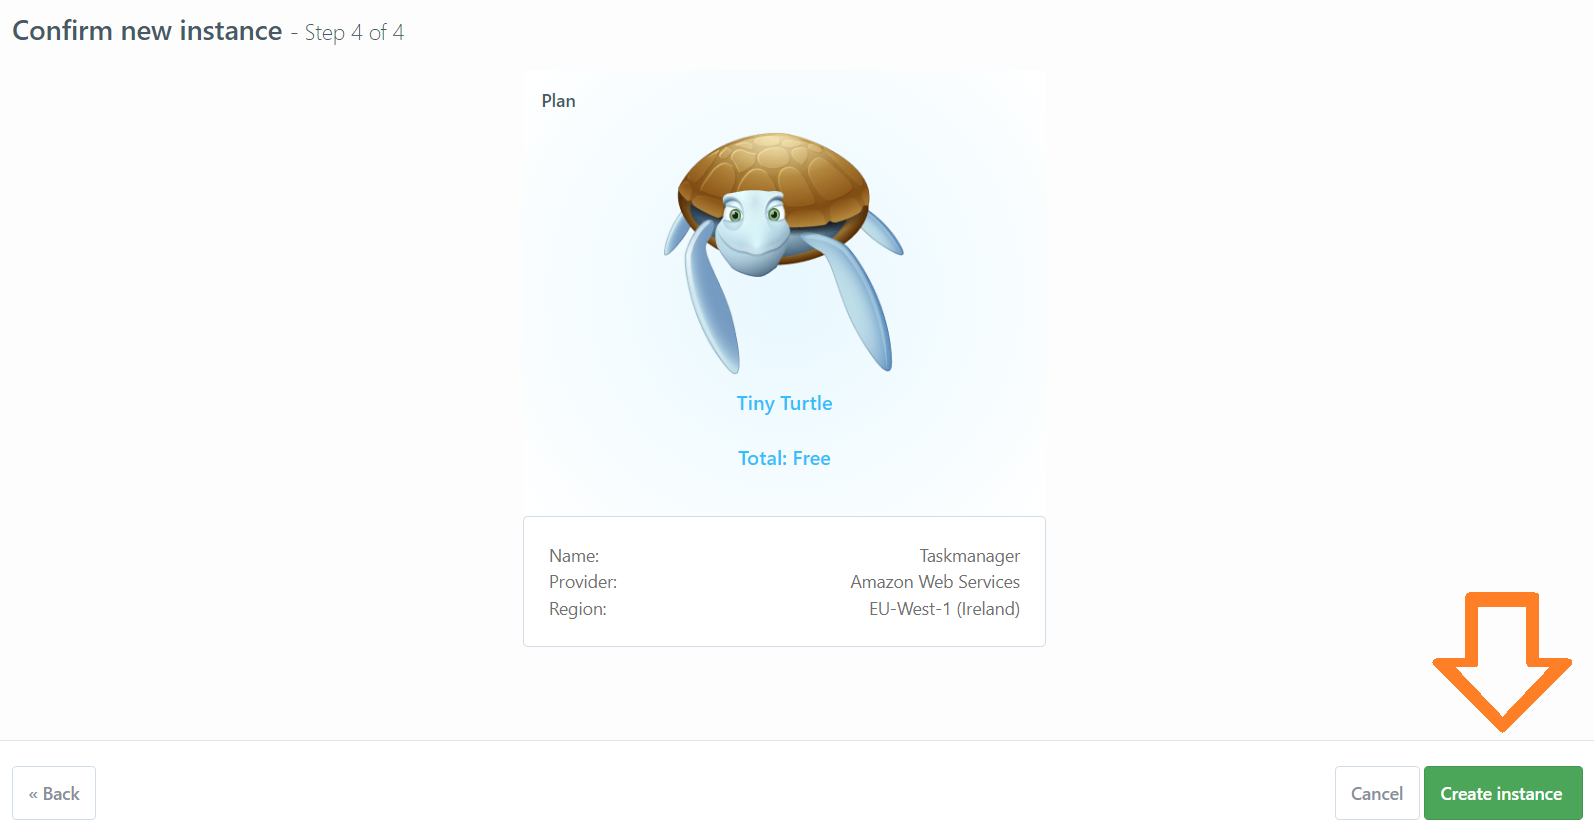 Confirm new instance - Step 4 of 4
Plan
Tiny Turtle
Total: Free
Name: Taskmanager
Provider: Amazon Web Services
Region: EU-West-1 (Ireland)
« Back
Cancel
Create instance